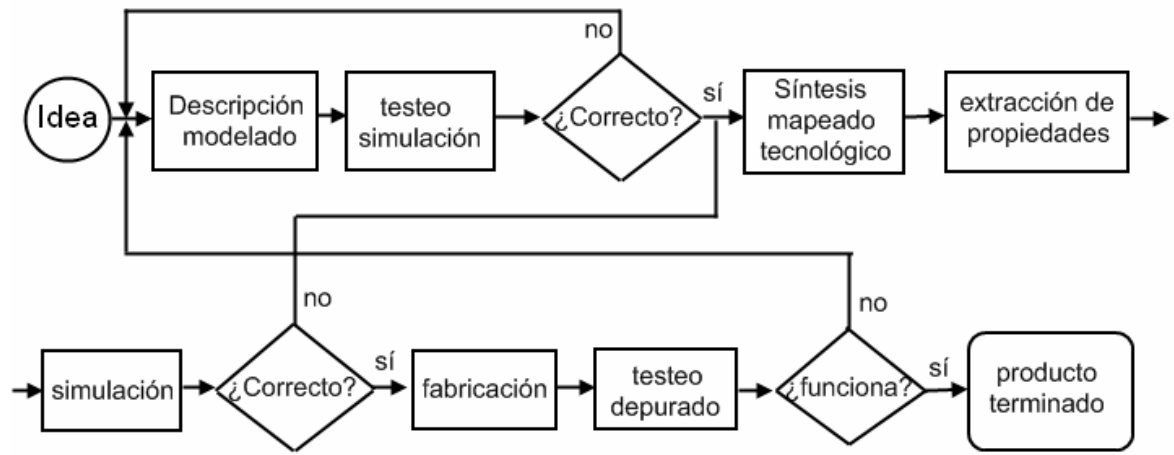 no
Idea
Descripción
modelado
testeo
simulación
¿Correcto?
sí
Síntesis
mapeado
tecnológico
extracción de
propiedades
no
no
simulación
¿Correcto?
sí
fabricación
testeo
depurado
¿funciona?
sí
producto
terminado